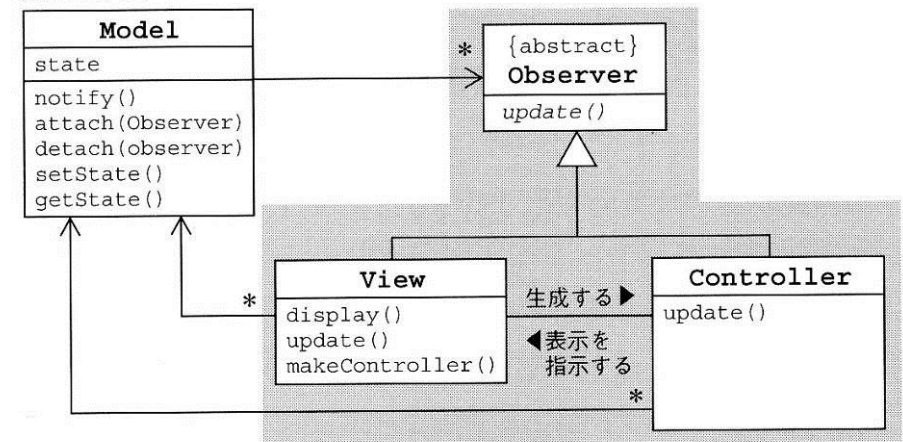 Model
state
notify()
attach(Observer)
detach(observer)
setState()
getState()
*
{abstract}
Observer
update()
View
display()
update()
makeController()
*
生成する▶
◀表示を
指示する
Controller
update()
*